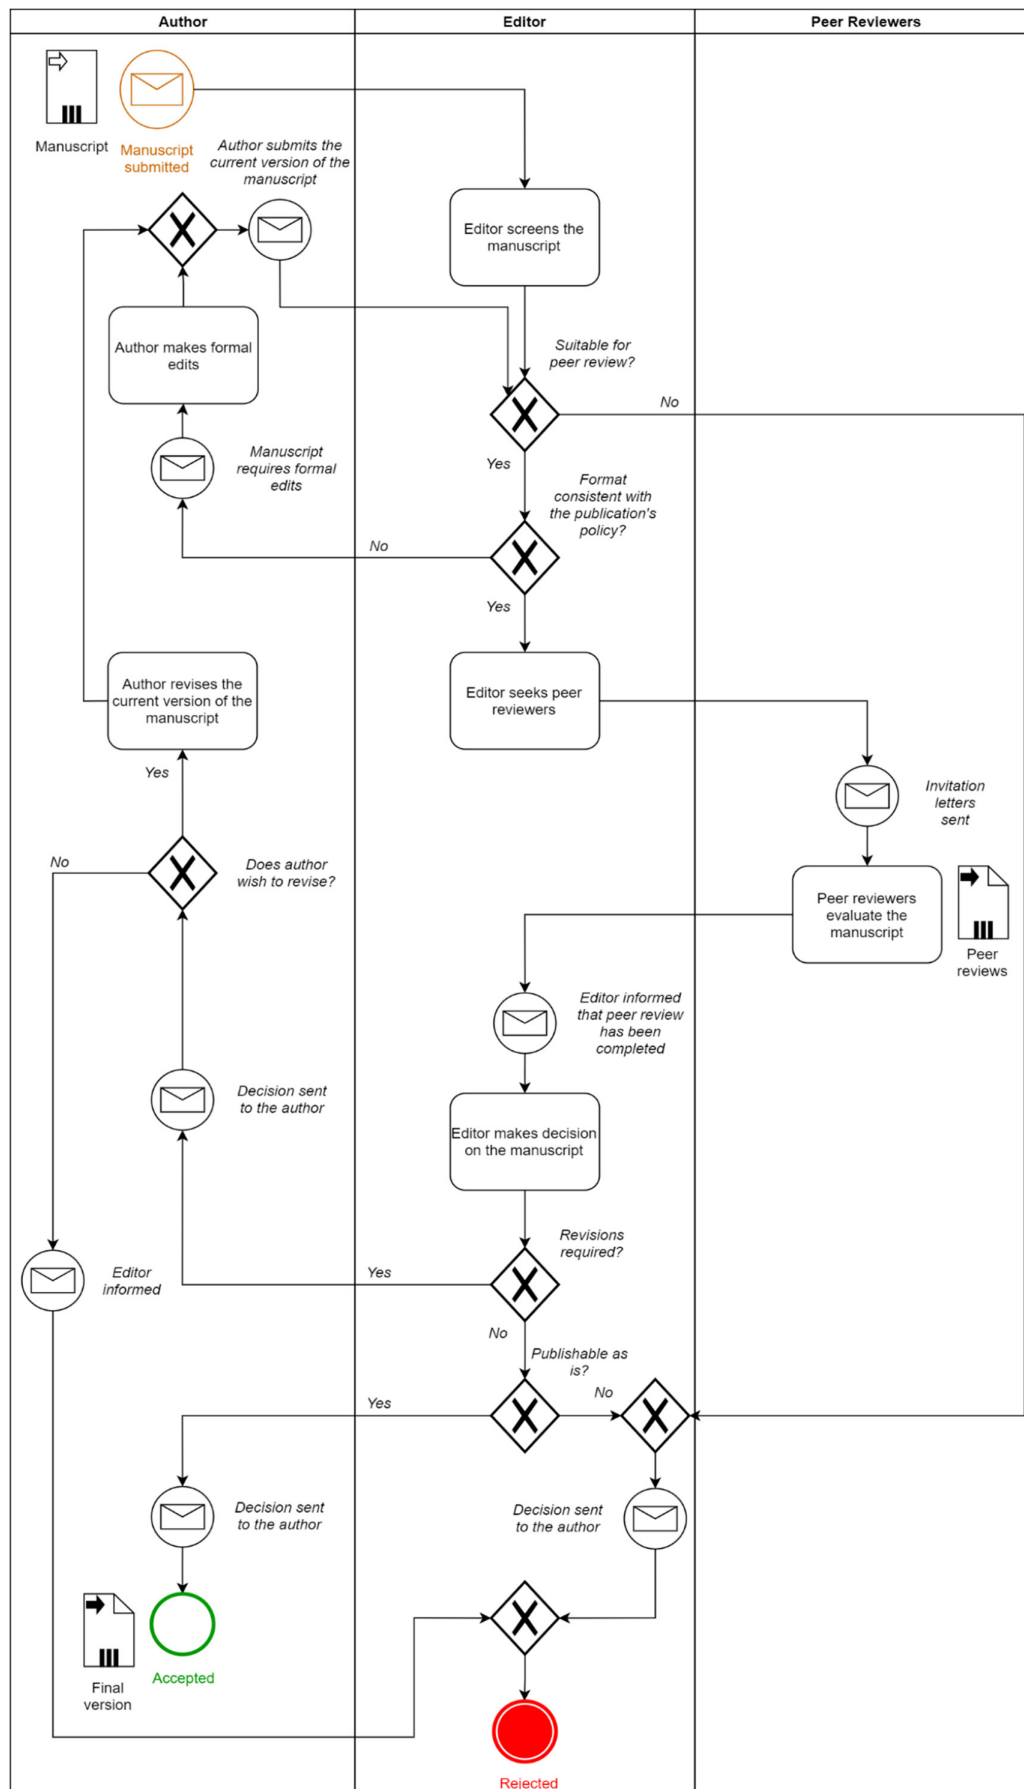 Author
Editor
Peer Reviewers
Manuscript
Manuscript
submitted
Author submits the
current version of the
manuscript
Editor screens the
manuscript
Author makes formal
edits
Suitable for
peer review?
No
Yes
Manuscript
requires formal
edits
Format
consistent with
the publication's
policy?
No
Yes
Author revises the
current version of the
manuscript
Editor seeks peer
reviewers
Yes
Invitation
letters
sent
No
Does author
wish to revise?
Peer reviewers
evaluate the
manuscript
Peer
reviews
Editor informed
that peer review
has been
completed
Decision sent
to the author
Editor makes decision
on the manuscript
Revisions
required?
Editor
informed
Yes
No
Publishable as
is?
No
Yes
Decision sent
to the author
Decision sent
to the author
Final
version
Accepted
Rejected